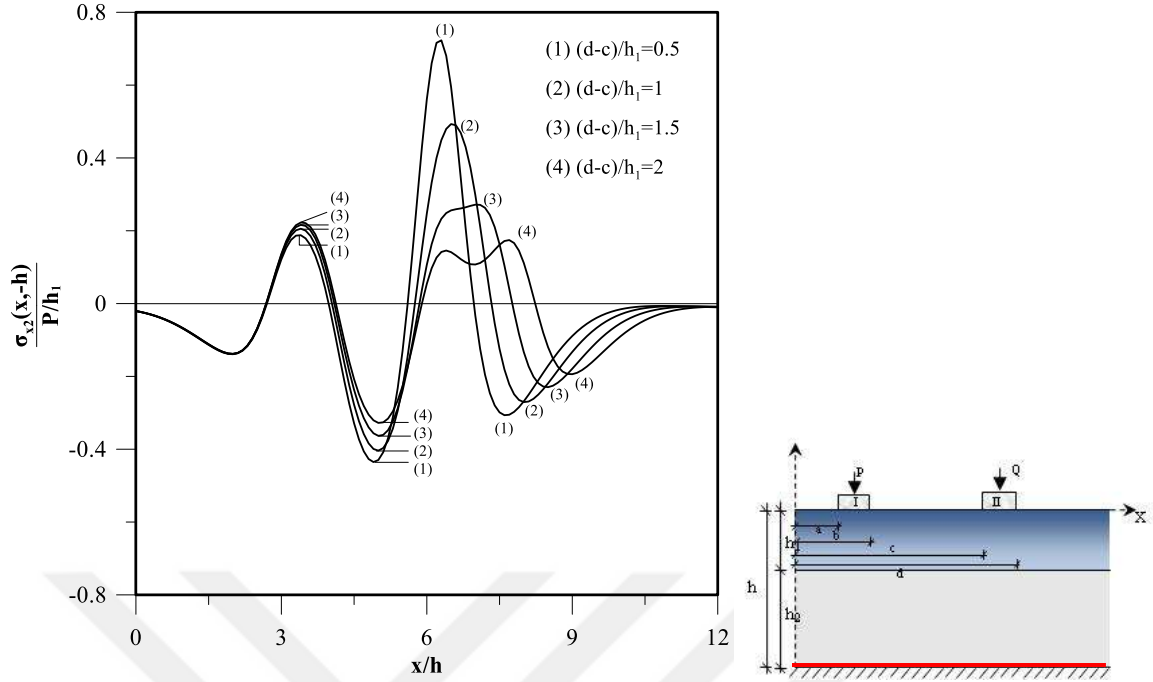 0.8
0.4
0
-0.4
-0.8
σx2(x,-h)
P/h1
(1)
(1) (d-c)/h1=0.5
(2) (d-c)/h1=1
(3) (d-c)/h1=1.5
(4) (d-c)/h1=2
(2)
(3)
(4)
(4)
(3)
(2)
(1)
(4)
(3)
(2)
(1)
(1)
(2)
(3)
(4)
0 3 6 9 12
x/h
P Q
I II
X
a
b
h1
c
d
h
h2